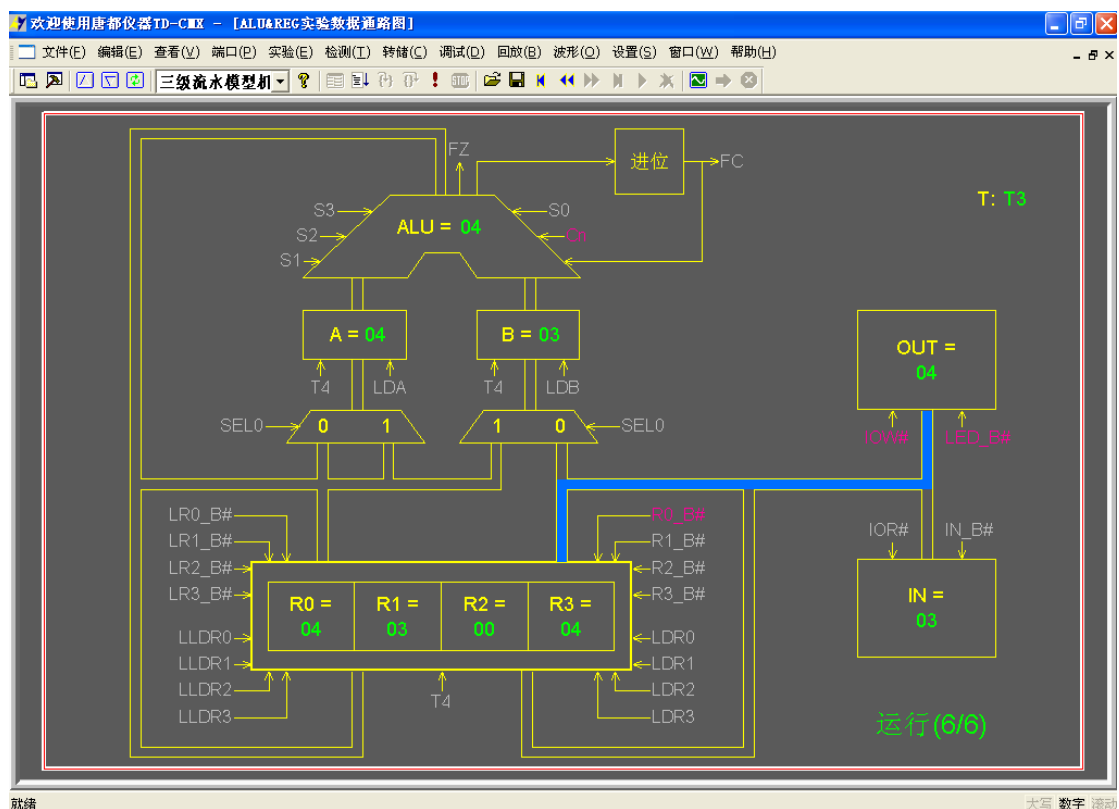 欢迎使用唐都仪器TD-CMX - [ALU&REG实验数据通路图]
文件(F) 编辑(E) 查看(V) 端口(P) 实验(E) 检测(T) 转储(C) 调试(D) 回放(B) 波形(O) 设置(S) 窗口(W) 帮助(H)
三级流水模型机
FZ
进位
FC
T: T3
S3
S0
ALU = 04
S2
Cn
S1
A = 04
B = 03
OUT =
04
T4 LDA T4 LDB
SEL0 0 1 1 0 SEL0
IOW# LED_B#
LR0_B# R0_B#
LR1_B# R1_B#
IOR# IN_B#
LR2_B# R2_B#
LR3_B# R3_B#
R0 = R1 = R2 = R3 =
04 03 00 04
IN =
03
LLDR0 LDR0
LLDR1 LDR1
LLDR2 LDR2
T4
LLDR3 LDR3
运行(6/6)
就绪 大写 数字 滚动